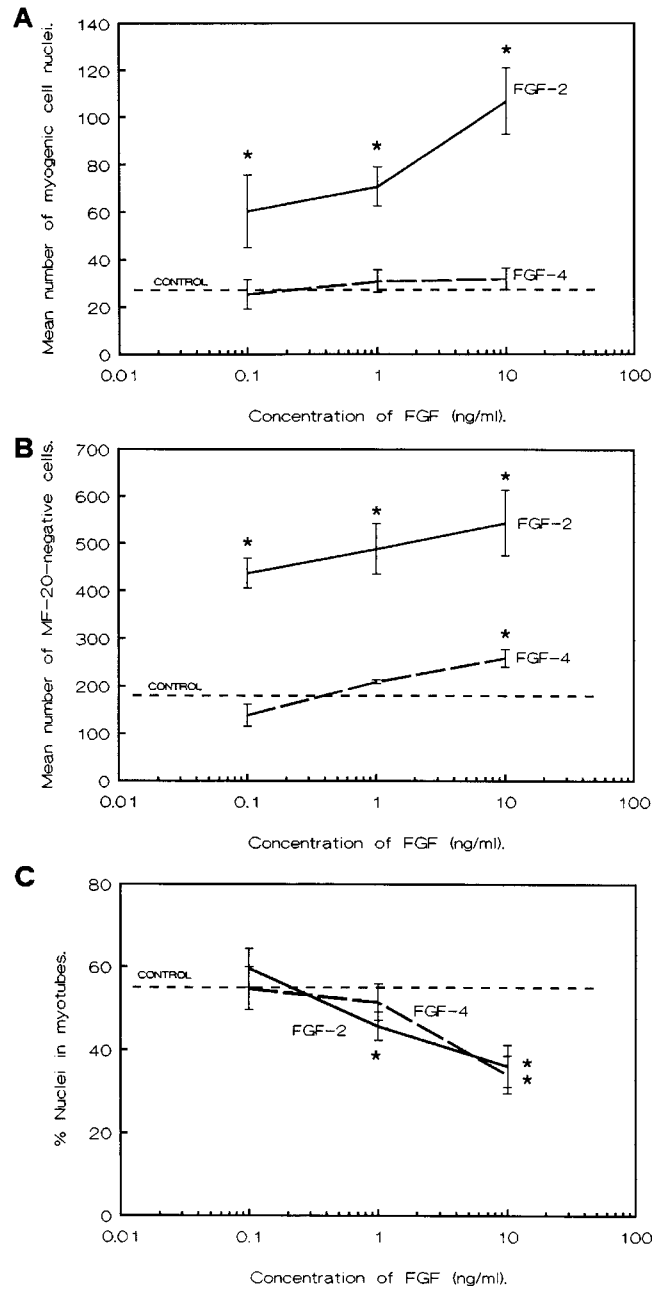 A
Mean number of myogenic cell nuclei.
140
120
100
80
60
40
20
0
*
*
*
FGF-2
FGF-4
CONTROL
0.01 0.1 1 10 100
Concentration of FGF (ng/ml).
B
Mean number of MF-20-negative cells.
700
600
500
400
300
200
100
0
*
*
*
FGF-2
*
FGF-4
CONTROL
0.01 0.1 1 10 100
Concentration of FGF (ng/ml).
C
% Nuclei in myotubes.
80
60
40
20
0
CONTROL
FGF-4
FGF-2
*
*
*
0.01 0.1 1 10 100
Concentration of FGF (ng/ml).